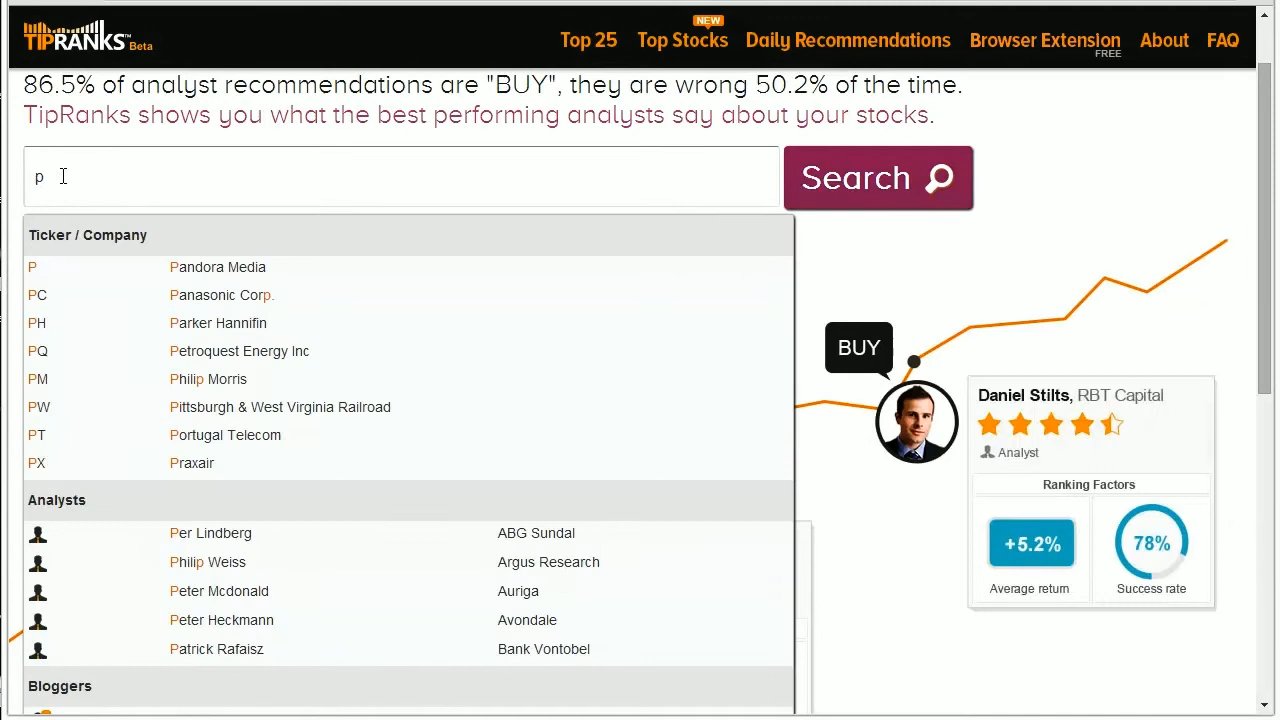 TIPRANKS™ Beta
NEW
Top 25 Top Stocks Daily Recommendations Browser Extension About FAQ
FREE
86.5% of analyst recommendations are "BUY", they are wrong 50.2% of the time.
TipRanks shows you what the best performing analysts say about your stocks.
p
Search
Ticker / Company
P Pandora Media
PC Panasonic Corp.
PH Parker Hannifin
PQ Petroquest Energy Inc
PM Philip Morris
PW Pittsburgh & West Virginia Railroad
PT Portugal Telecom
PX Praxair
Analysts
Per Lindberg ABG Sundal
Philip Weiss Argus Research
Peter Mcdonald Auriga
Peter Heckmann Avondale
Patrick Rafaisz Bank Vontobel
Bloggers
BUY
Daniel Stilts, RBT Capital
Analyst
Ranking Factors
+5.2%
78%
Average return
Success rate